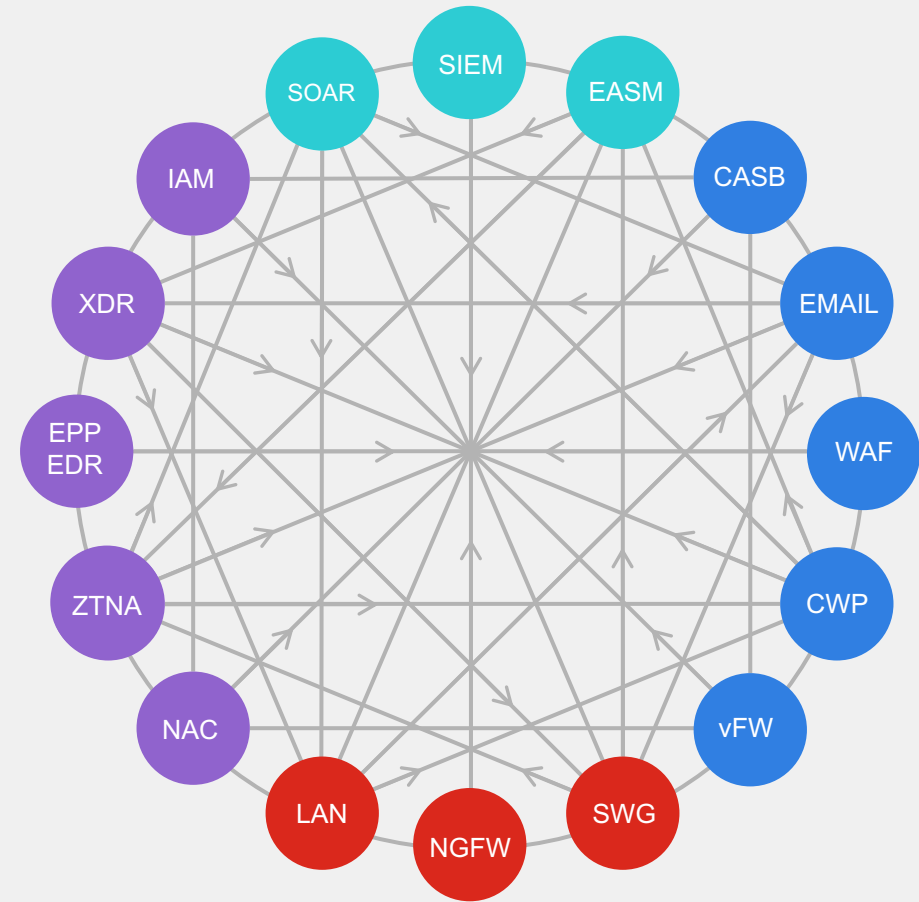 SIEM
SOAR
EASM
IAM
CASB
XDR
EMAIL
EPP
EDR
WAF
ZTNA
CWP
NAC
vFW
LAN
SWG
NGFW